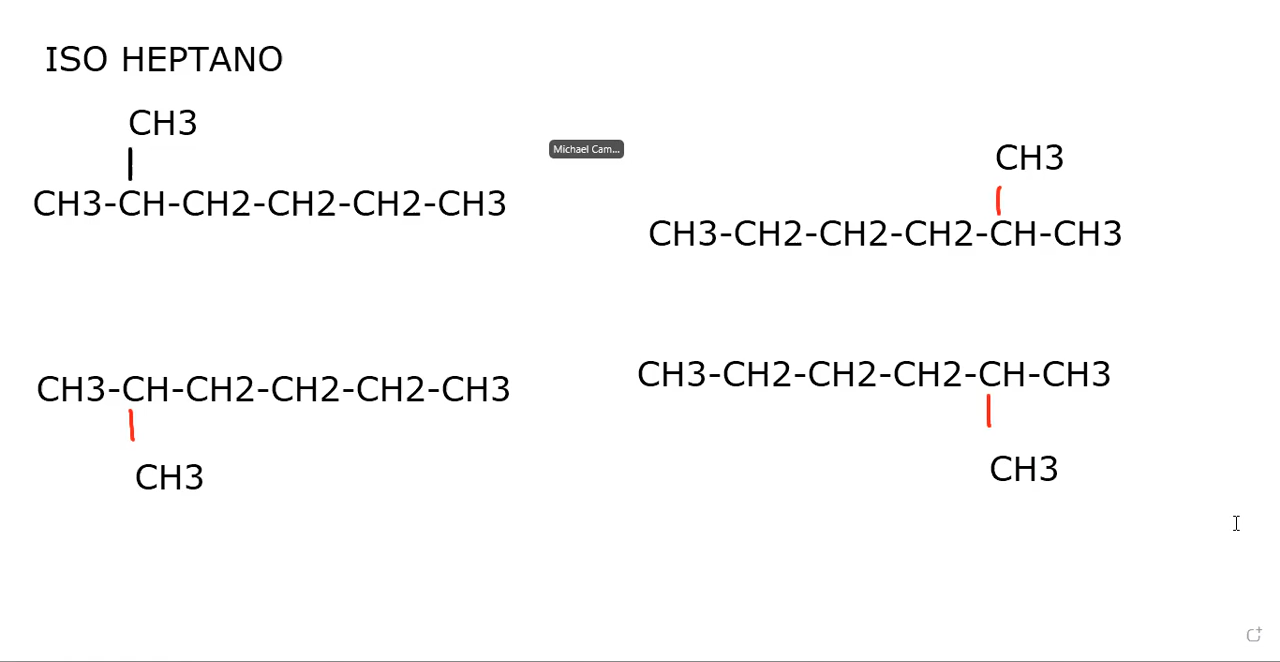 ISO HEPTANO
CH3
CH3-CH-CH2-CH2-CH2-CH3
Michael Cam...
CH3
CH3-CH2-CH2-CH2-CH-CH3
CH3-CH-CH2-CH2-CH2-CH3
CH3
CH3-CH2-CH2-CH2-CH-CH3
CH3